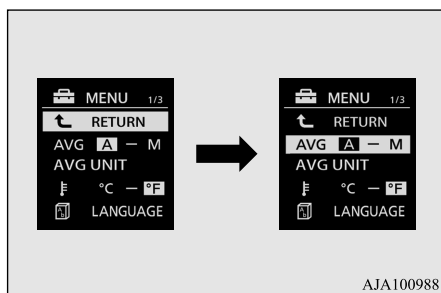 MENU 1/3
RETURN
AVG A – M
AVG UNIT
°C – °F
LANGUAGE
MENU 1/3
RETURN
AVG A – M
AVG UNIT
°C – °F
LANGUAGE
AJA100988